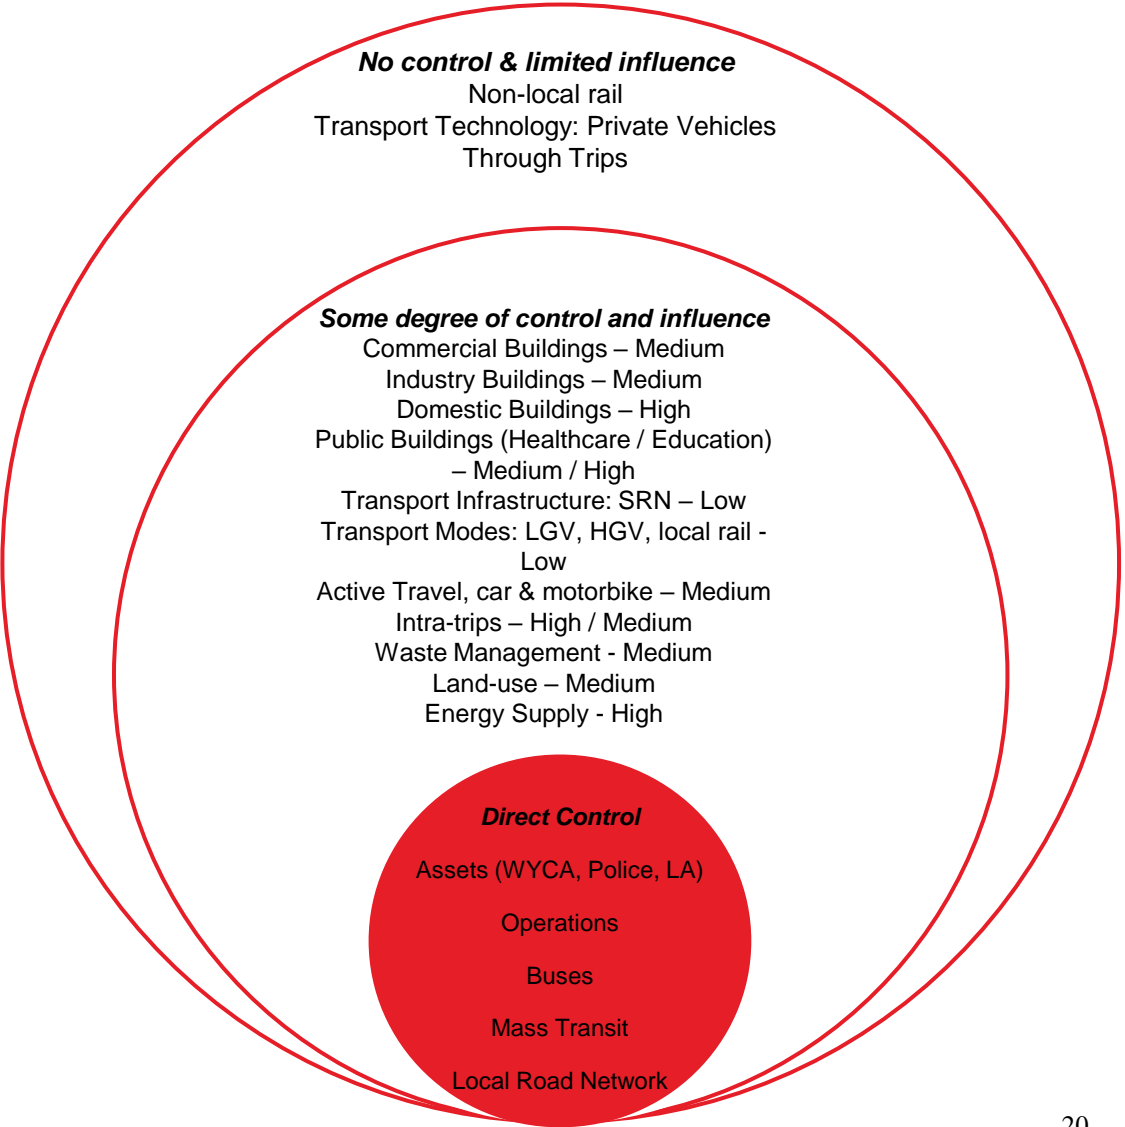 No control & limited influence
Non-local rail
Transport Technology: Private Vehicles
Through Trips
Some degree of control and influence
Commercial Buildings – Medium
Industry Buildings – Medium
Domestic Buildings – High
Public Buildings (Healthcare / Education)
– Medium / High
Transport Infrastructure: SRN – Low
Transport Modes: LGV, HGV, local rail -
Low
Active Travel, car & motorbike – Medium
Intra-trips – High / Medium
Waste Management - Medium
Land-use – Medium
Energy Supply - High
Direct Control
Assets (WYCA, Police, LA)
Operations
Buses
Mass Transit
Local Road Network
20